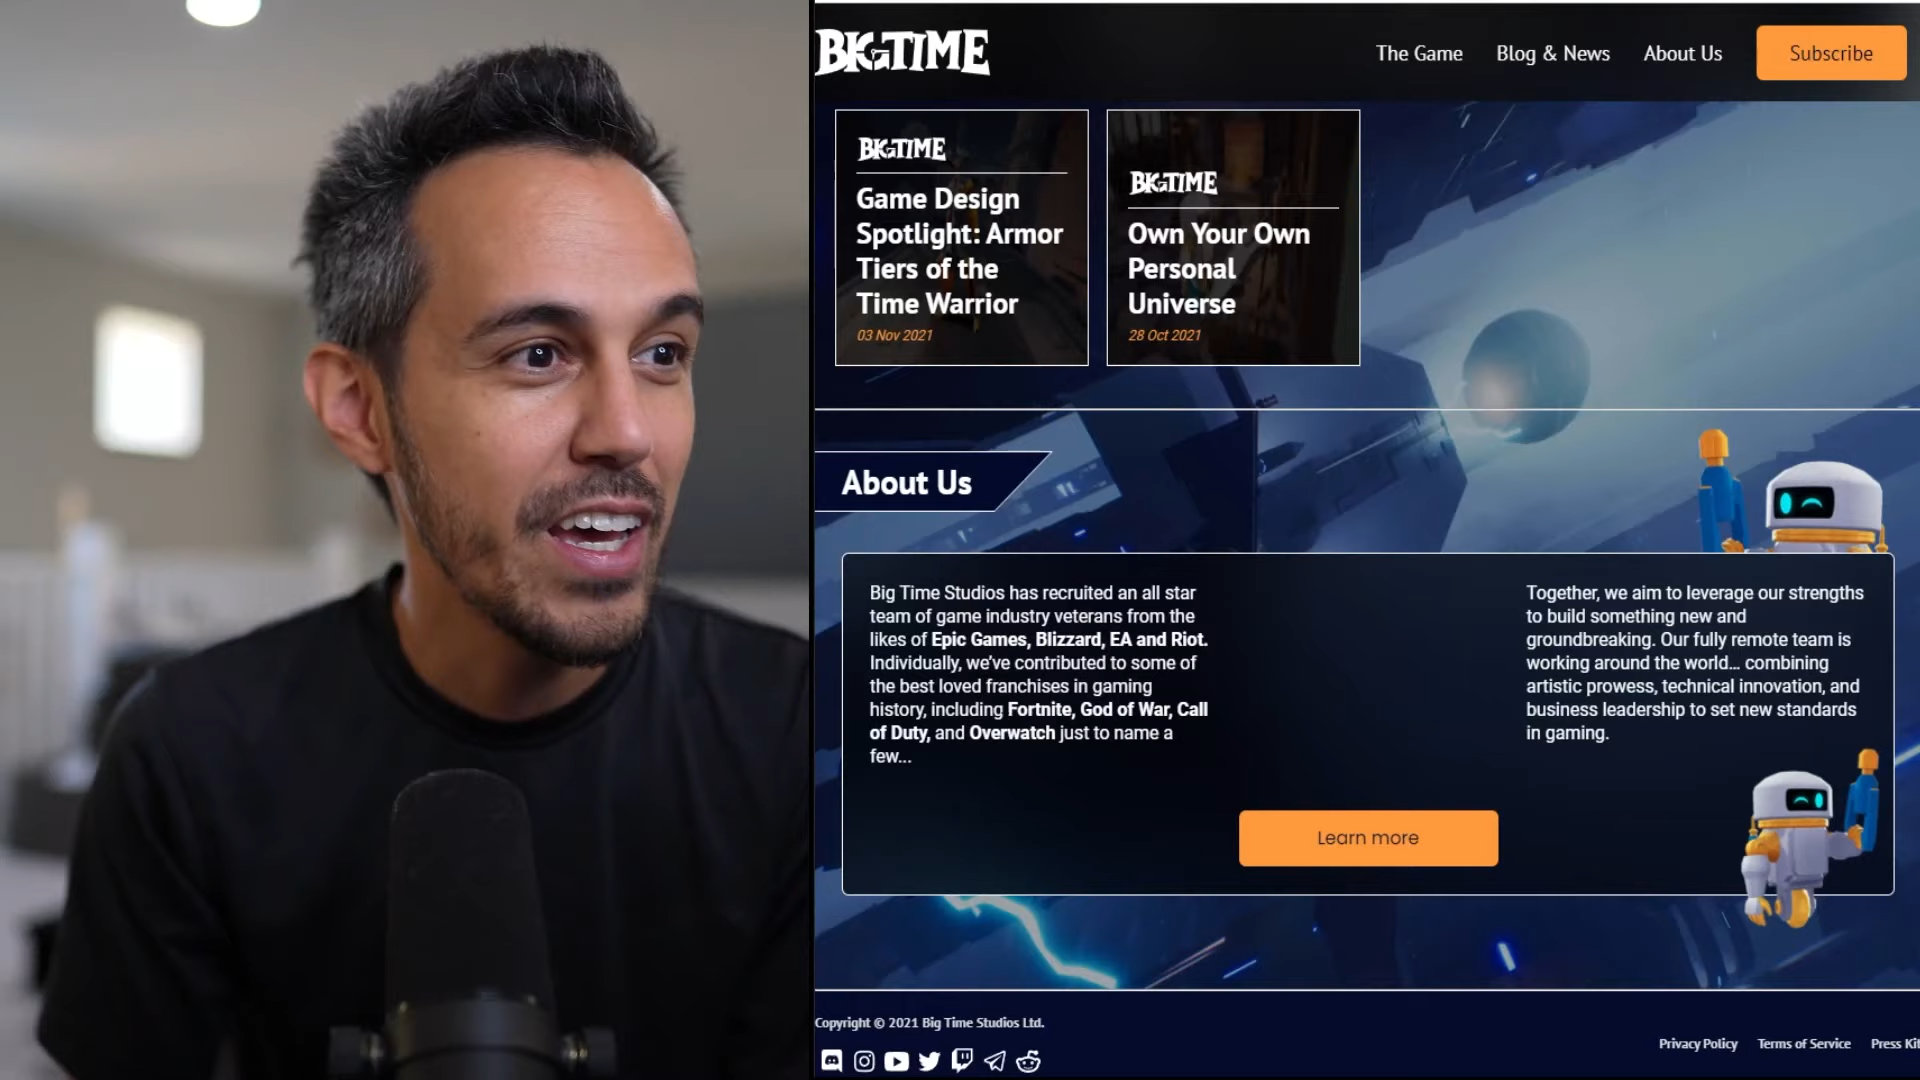 BIGTIME
The Game Blog & News About Us Subscribe
BIGTIME
Game Design
Spotlight: Armor
Tiers of the
Time Warrior
03 Nov 2021
BIGTIME
Own Your Own
Personal
Universe
28 Oct 2021
About Us
Big Time Studios has recruited an all star
team of game industry veterans from the
likes of Epic Games, Blizzard, EA and Riot.
Individually, we’ve contributed to some of
the best loved franchises in gaming
history, including Fortnite, God of War, Call
of Duty, and Overwatch just to name a
few...
Together, we aim to leverage our strengths
to build something new and
groundbreaking. Our fully remote team is
working around the world... combining
artistic prowess, technical innovation, and
business leadership to set new standards
in gaming.
Learn more
Copyright © 2021 Big Time Studios Ltd.
Privacy Policy Terms of Service Press Kit